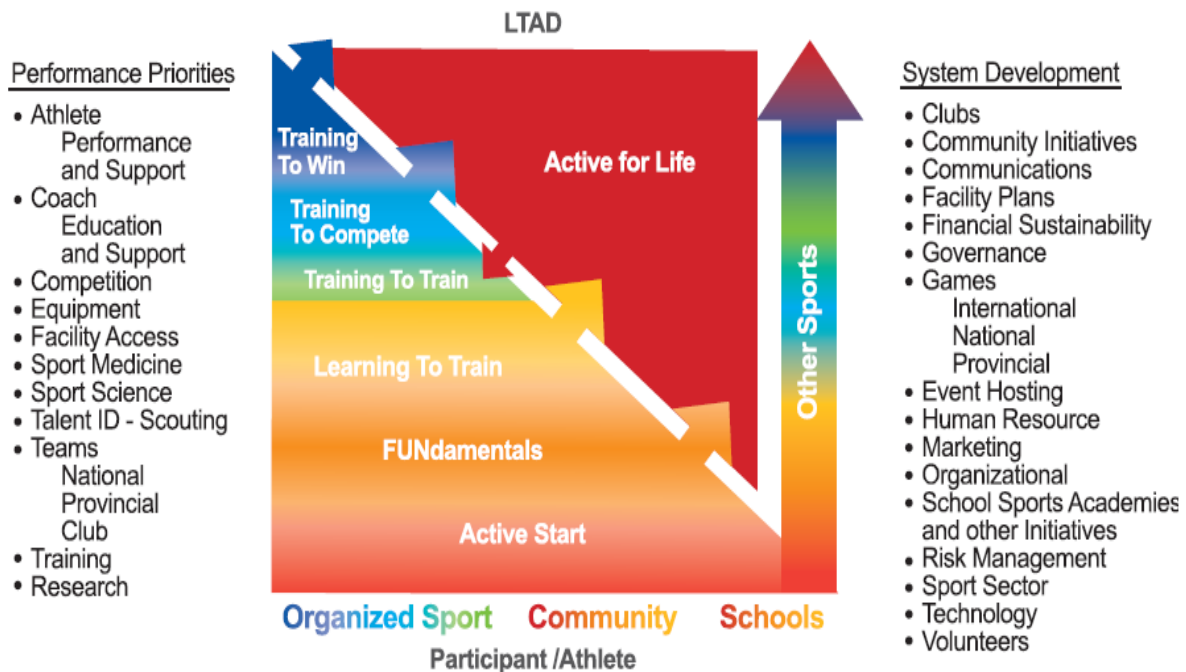 LTAD
Performance Priorities
• Athlete
Performance
and Support
• Coach
Education
and Support
• Competition
• Equipment
• Facility Access
• Sport Medicine
• Sport Science
• Talent ID - Scouting
• Teams
National
Provincial
Club
• Training
• Research
Training
To Win
Training
To Compete
Training To Train
Learning To Train
FUNdamentals
Active Start
Active for Life
Other Sports
Organized Sport Community Schools
Participant /Athlete
System Development
• Clubs
• Community Initiatives
• Communications
• Facility Plans
• Financial Sustainability
• Governance
• Games
International
National
Provincial
• Event Hosting
• Human Resource
• Marketing
• Organizational
• School Sports Academies
and other Initiatives
• Risk Management
• Sport Sector
• Technology
• Volunteers